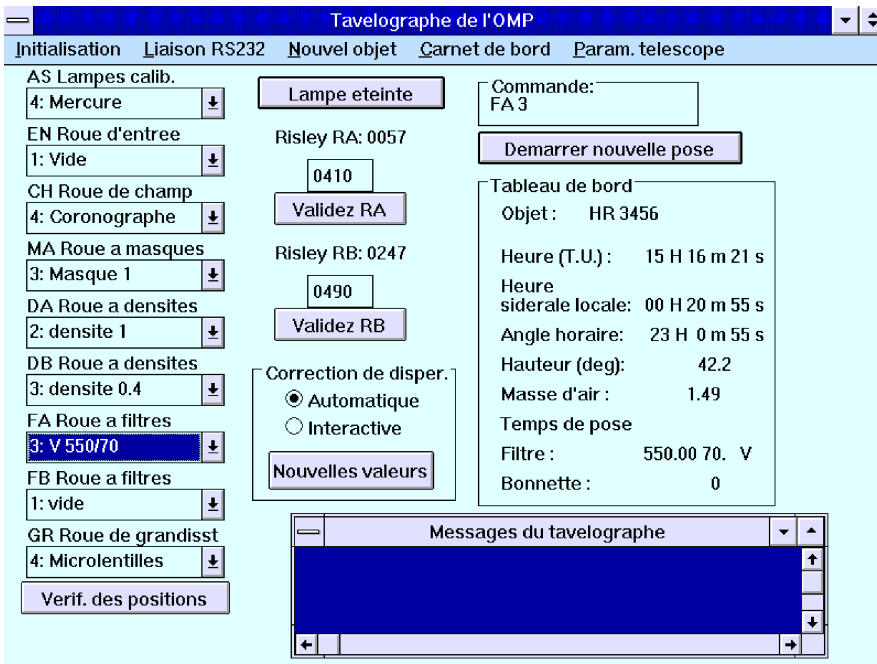 Tavelographe de l'OMP
Initialisation Liaison RS232 Nouvel objet Carnet de bord Param. telescope
AS Lampes calib.
4: Mercure
EN Roue d'entree
1: Vide
CH Roue de champ
4: Coronographe
MA Roue a masques
3: Masque 1
DA Roue a densites
2: densite 1
DB Roue a densites
3: densite 0.4
FA Roue a filtres
3: V 550/70
FB Roue a filtres
1: vide
GR Roue de grandisst
4: Microlentilles
Verif. des positions
Lampe eteinte
Risley RA: 0057
0410
Validez RA
Risley RB: 0247
0490
Validez RB
Correction de disper.
Automatique
Interactive
Nouvelles valeurs
Commande:
FA 3
Demarrer nouvelle pose
Tableau de bord
Objet : HR 3456
Heure (T.U.) : 15 H 16 m 21 s
Heure
siderale locale: 00 H 20 m 55 s
Angle horaire: 23 H 0 m 55 s
Hauteur (deg): 42.2
Masse d'air : 1.49
Temps de pose
Filtre : 550.00 70. V
Bonnette : 0
Messages du tavelographe